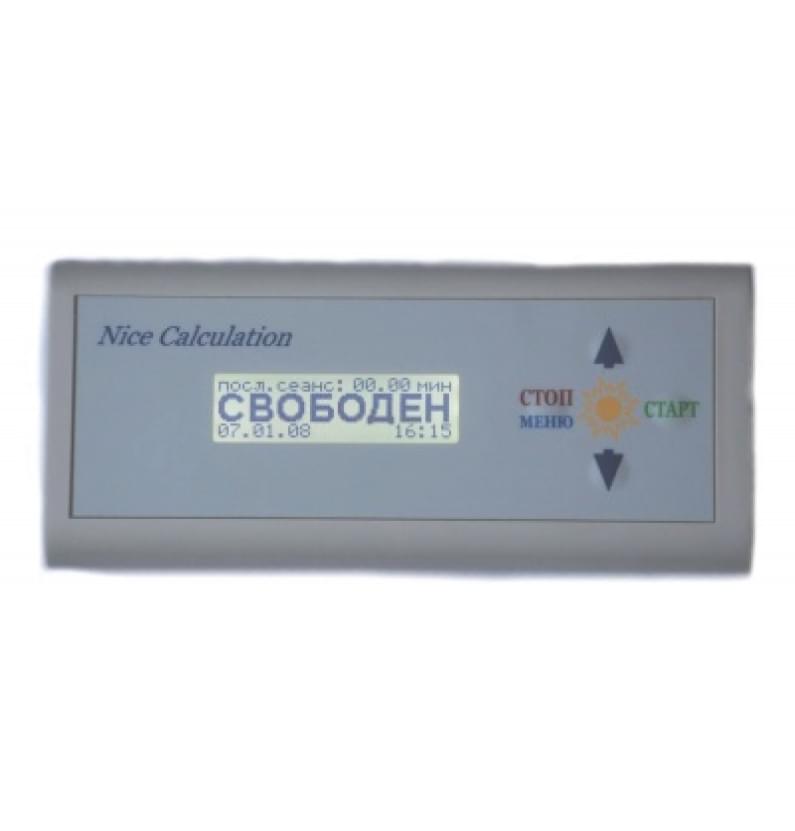 Nice Calculation
посл.сеанс: 00.00 мин
СВОБОДЕН
07.01.08 16:15
СТОП
МЕНЮ
СТАРТ